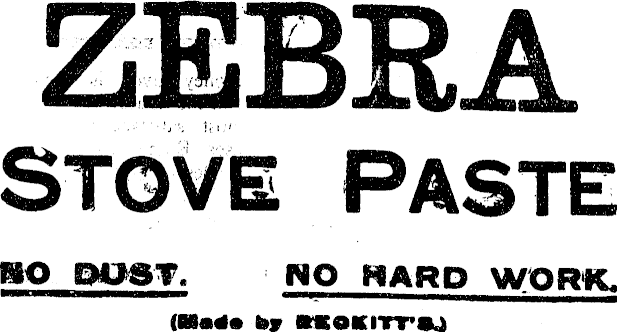 ZEBRA
STOVE PASTE
NO DUST. NO HARD WORK.
(Made by RECKITT'S.)